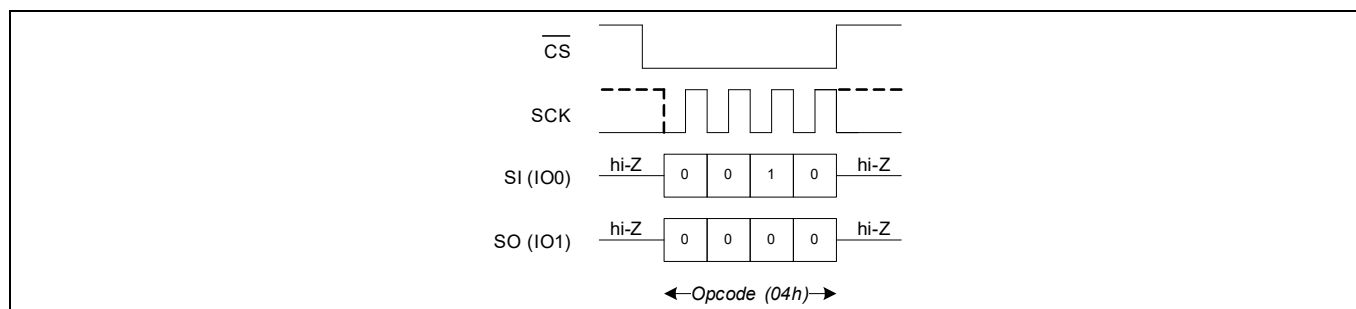 CS
SCK
hi-Z hi-Z
SI (IO0) 0 0 1 0
hi-Z hi-Z
SO (IO1) 0 0 0 0
Opcode (04h)